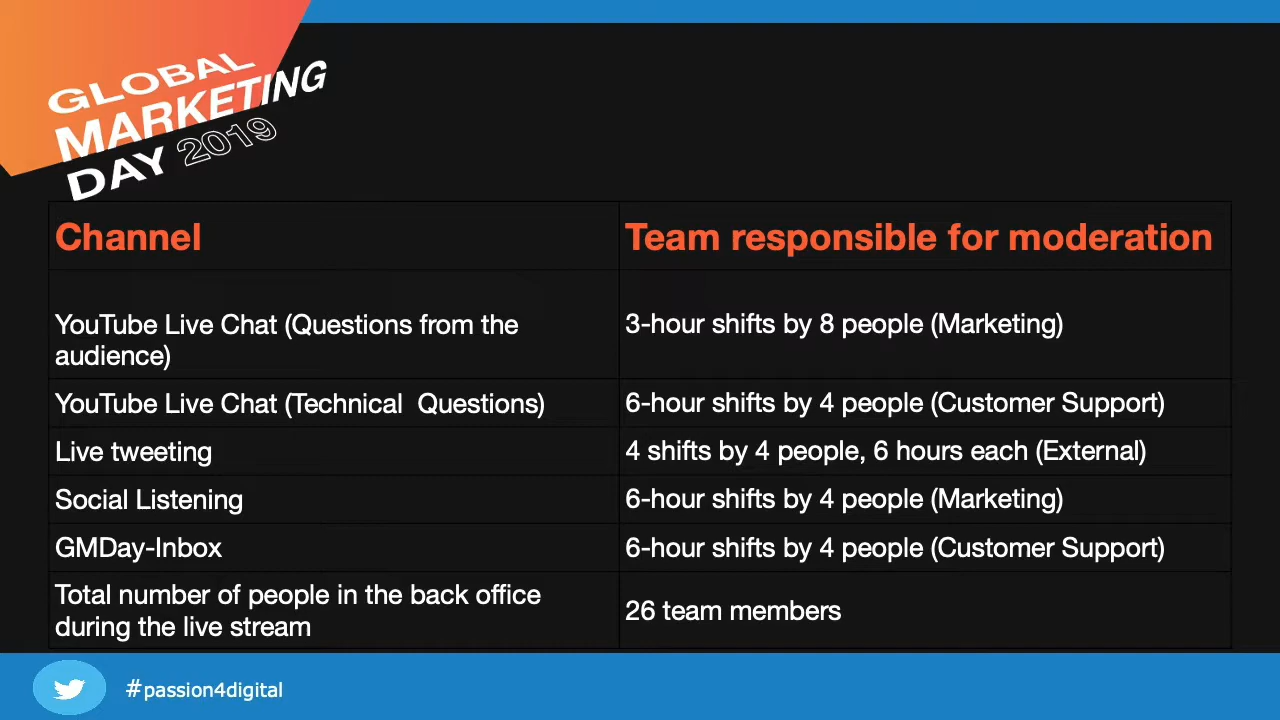 GLOBAL
MARKETING
DAY 2019
Channel
Team responsible for moderation
YouTube Live Chat (Questions from the
audience)
3-hour shifts by 8 people (Marketing)
YouTube Live Chat (Technical  Questions)
6-hour shifts by 4 people (Customer Support)
Live tweeting
4 shifts by 4 people, 6 hours each (External)
Social Listening
6-hour shifts by 4 people (Marketing)
GMDay-Inbox
6-hour shifts by 4 people (Customer Support)
Total number of people in the back office
during the live stream
26 team members
#passion4digital